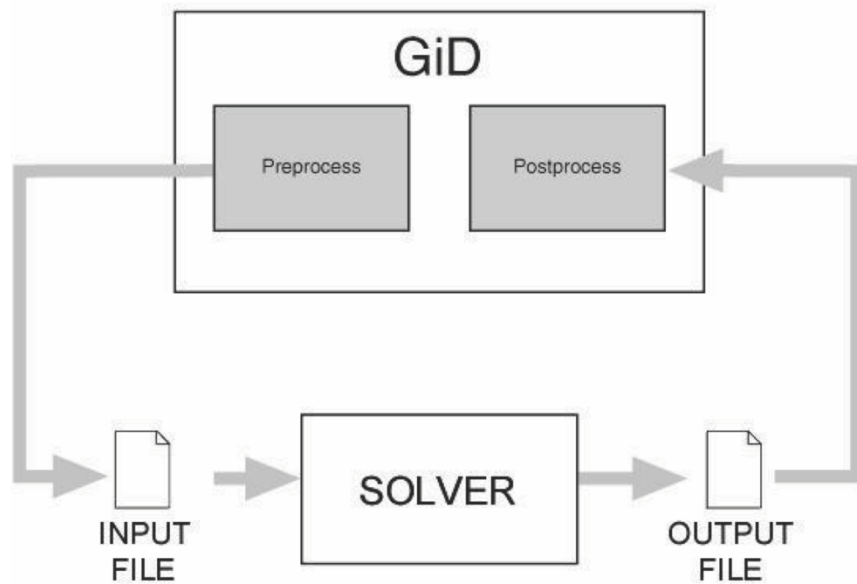 GiD
Preprocess
Postprocess
INPUT
FILE
SOLVER
OUTPUT
FILE